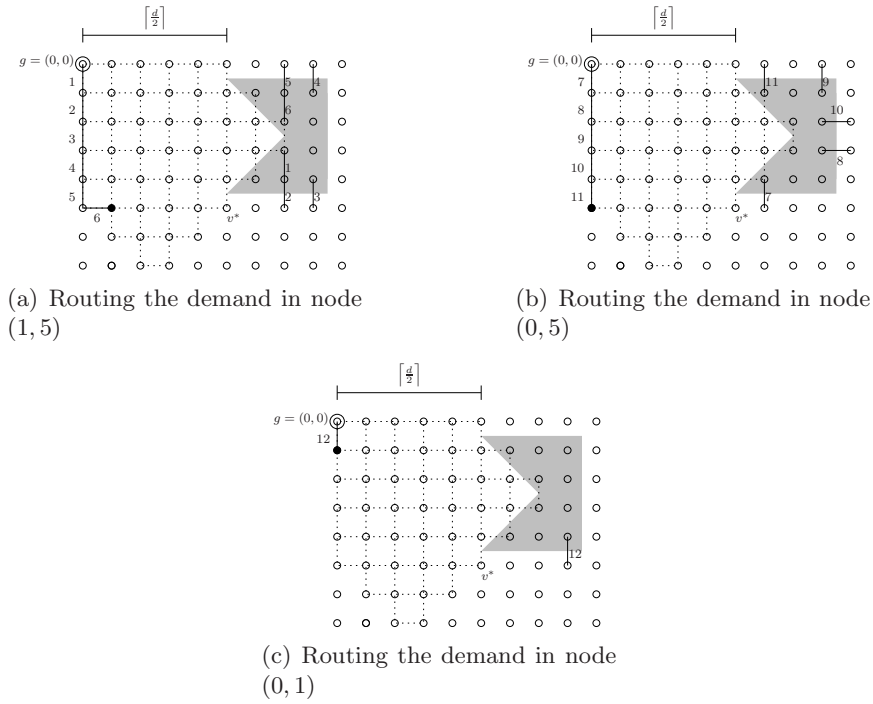 ⌈d/2⌉
g = (0, 0)
1
2
3
4
5
6
5
4
6
1
2
3
v*
(a) Routing the demand in node
(1, 5)
⌈d/2⌉
g = (0, 0)
7
8
9
10
11
11
9
10
8
7
v*
(b) Routing the demand in node
(0, 5)
⌈d/2⌉
g = (0, 0)
12
12
v*
(c) Routing the demand in node
(0, 1)